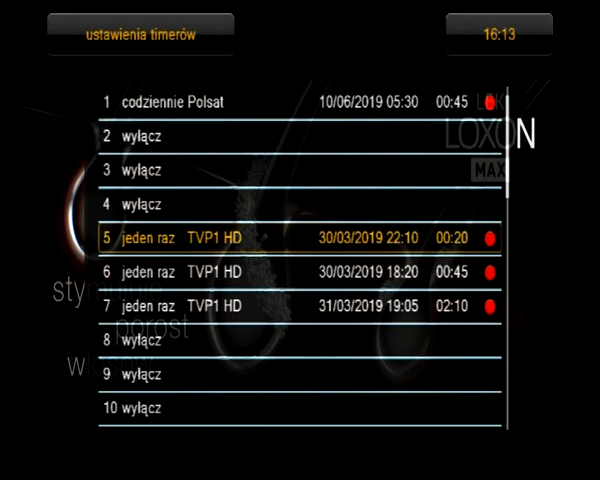 ustawienia timerów 16:13
1 codziennie Polsat 10/06/2019 05:30 00:45
LEK
2 wyłącz
LOXON
3 wyłącz
MAX
4 wyłącz
5 jeden raz TVP1 HD 30/03/2019 22:10 00:20
6 jeden raz TVP1 HD 30/03/2019 18:20 00:45
stymuluje
7 jeden raz TVP1 HD 31/03/2019 19:05 02:10
porost
8 wyłącz
włosów
9 wyłącz
10 wyłącz